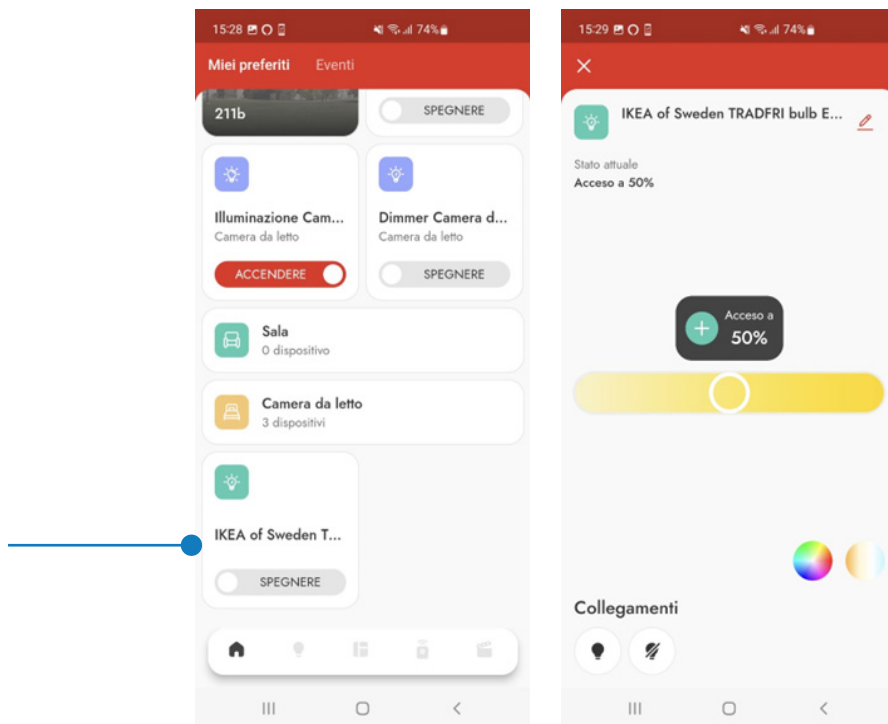 15:28
74%
Miei preferiti Eventi
211b
SPEGNERE
Illuminazione Cam...
Camera da letto
ACCENDERE
Dimmer Camera d...
Camera da letto
SPEGNERE
Sala
0 dispositivo
Camera da letto
3 dispositivi
IKEA of Sweden T...
SPEGNERE
15:29
74%
IKEA of Sweden TRADFRI bulb E...
Stato attuale
Acceso a 50%
Acceso a
50%
Collegamenti